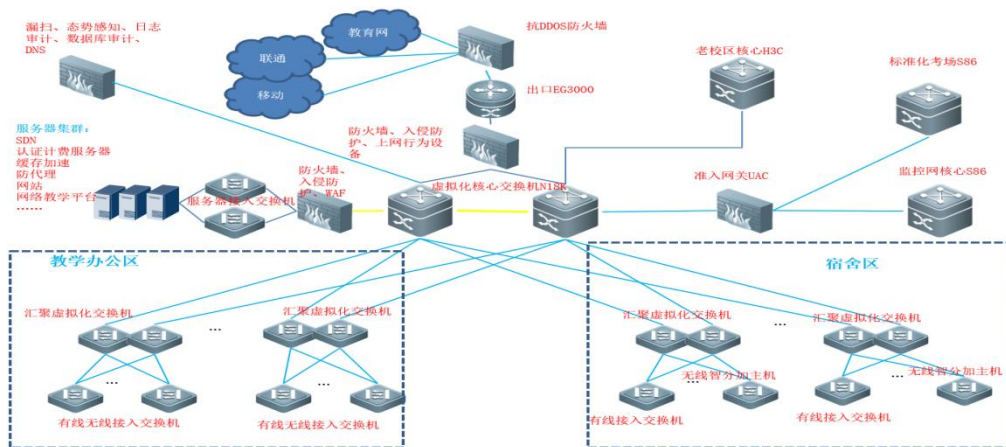 漏扫、态势感知、日志
审计、数据库审计、
DNS
教育网
联通
移动
抗DDOS防火墙
出口EG3000
防火墙、入侵防
护、上网行为设
备
老校区核心H3C
标准化考场S86
服务器集群：
SDN
认证计费服务器
缓存加速
防代理
网站
网络教学平台
……
服务器接入交换机
防火墙、
入侵防
护、WAF
虚拟化核心交换机N18K
准入网关UAC
监控网核心S86
教学办公区
汇聚虚拟化交换机
...
汇聚虚拟化交换机
...
...
有线无线接入交换机
有线无线接入交换机
宿舍区
汇聚虚拟化交换机
...
汇聚虚拟化交换机
...
无线智分加主机
...
无线智分加主机
有线接入交换机
有线接入交换机